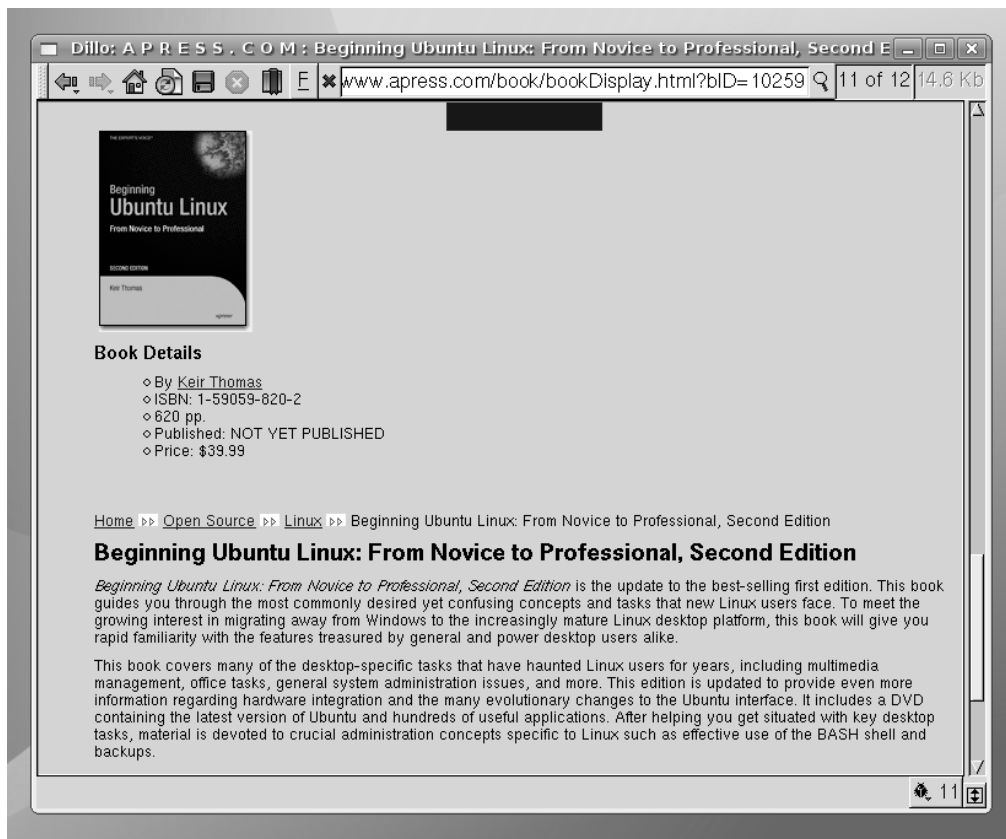 Dillo: A P R E S S . C O M : Beginning Ubuntu Linux: From Novice to Professional, Second E
F
www.apress.com/book/bookDisplay.html?bID=10259
11 of 12
14.6 Kb
THE EXPERT'S VOICE
Beginning
Ubuntu Linux
From Novice to Professional
SECOND EDITION
Keir Thomas
apress
Book Details
By Keir Thomas
ISBN: 1-59059-820-2
620 pp.
Published: NOT YET PUBLISHED
Price: $39.99
Home Open Source Linux Beginning Ubuntu Linux: From Novice to Professional, Second Edition
Beginning Ubuntu Linux: From Novice to Professional, Second Edition
Beginning Ubuntu Linux: From Novice to Professional, Second Edition is the update to the best-selling first edition. This book
guides you through the most commonly desired yet confusing concepts and tasks that new Linux users face. To meet the
growing interest in migrating away from Windows to the increasingly mature Linux desktop platform, this book will give you
rapid familiarity with the features treasured by general and power desktop users alike.
This book covers many of the desktop-specific tasks that have haunted Linux users for years, including multimedia
management, office tasks, general system administration issues, and more. This edition is updated to provide even more
information regarding hardware integration and the many evolutionary changes to the Ubuntu interface. It includes a DVD
containing the latest version of Ubuntu and hundreds of useful applications. After helping you get situated with key desktop
tasks, material is devoted to crucial administration concepts specific to Linux such as effective use of the BASH shell and
backups.
11